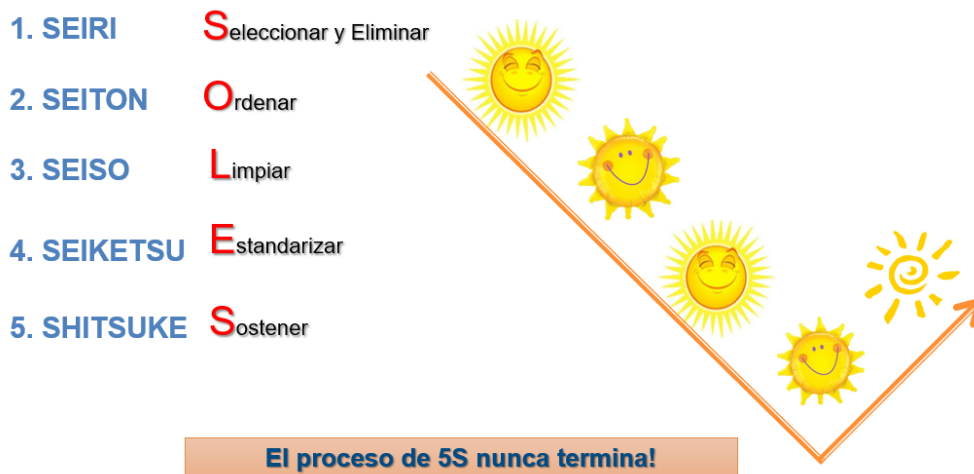 1. SEIRI Seleccionar y Eliminar
2. SEITON Ordenar
3. SEISO Limpiar
4. SEIKETSU Estandarizar
5. SHITSUKE Sostener
El proceso de 5S nunca termina!